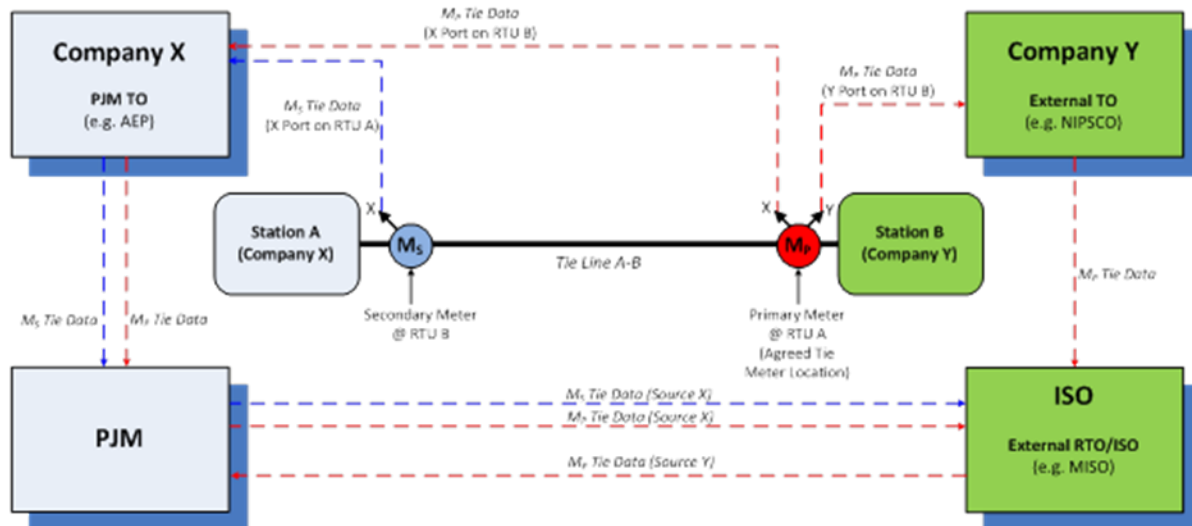 Company X
PJM TO
(e.g. AEP)
Mₚ Tie Data
(X Port on RTU B)
Mₚ Tie Data
(Y Port on RTU B)
Company Y
External TO
(e.g. NIPSCO)
Mₛ Tie Data
(X Port on RTU A)
X
X
Y
Station A
(Company X)
Mₛ
Tie Line A-B
Mₚ
Station B
(Company Y)
Mₚ Tie Data
Secondary Meter
@ RTU B
Primary Meter
@ RTU A
(Agreed Tie
Meter Location)
Mₛ Tie Data
Mₚ Tie Data
PJM
Mₛ Tie Data (Source X)
Mₚ Tie Data (Source X)
Mₚ Tie Data (Source Y)
ISO
External RTO/ISO
(e.g. MISO)